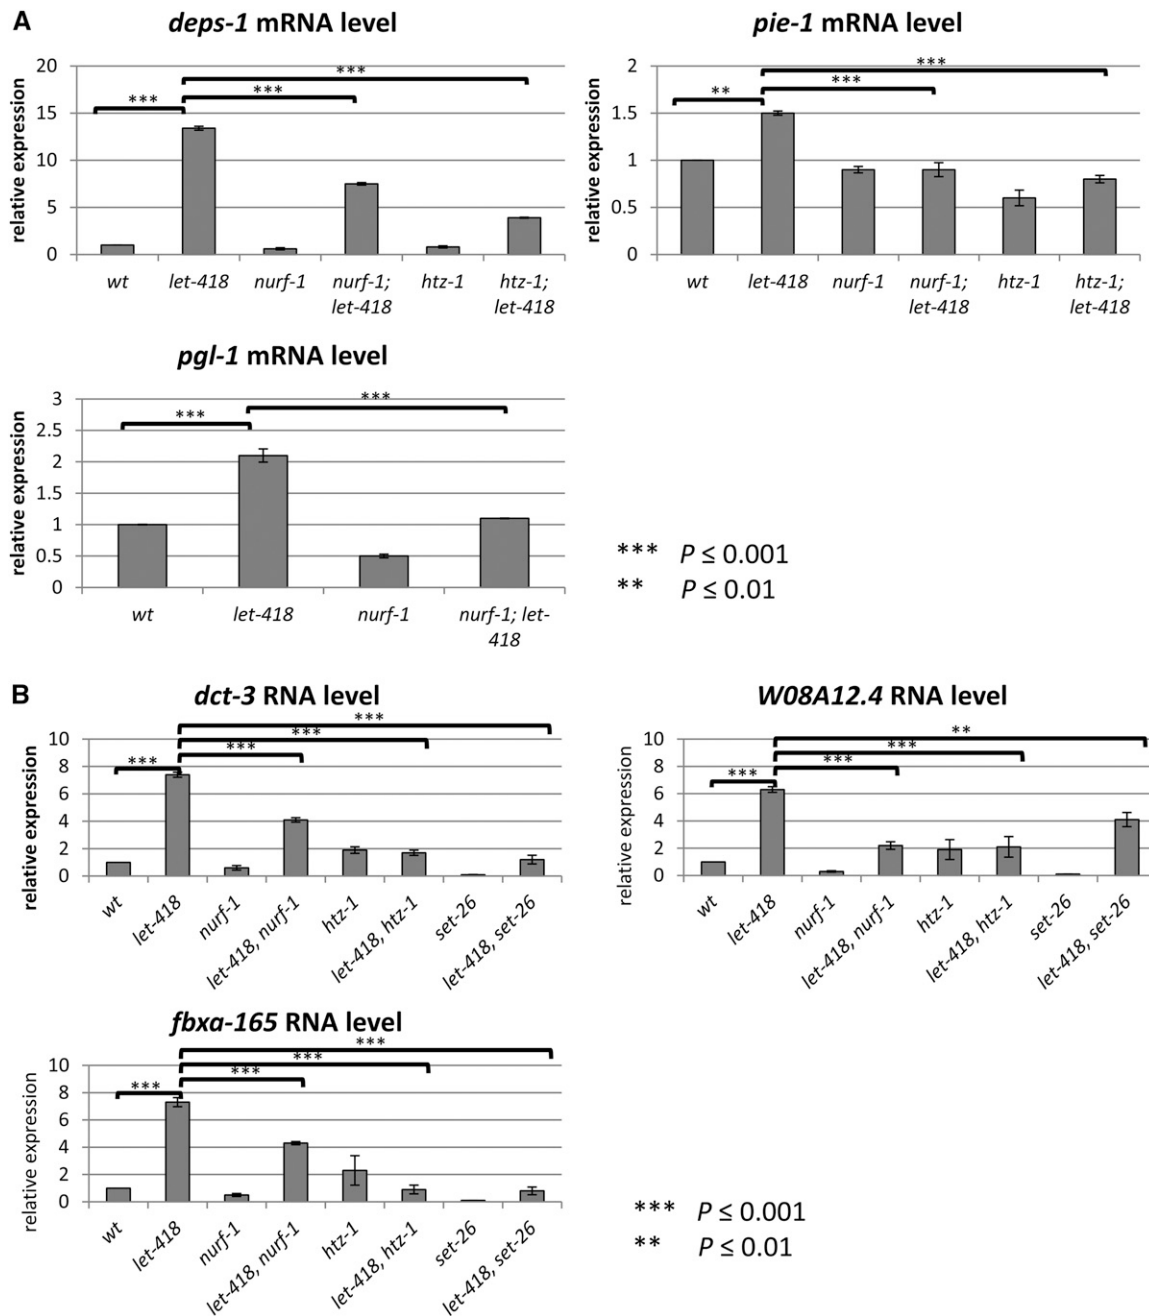 A
deps-1 mRNA level
relative expression
20
15
10
5
0
***
***
***
wt
let-418
nurf-1
nurf-1;
let-418
htz-1
htz-1;
let-418
pie-1 mRNA level
relative expression
2
1.5
1
0.5
0
**
***
***
wt
let-418
nurf-1
nurf-1;
let-418
htz-1
htz-1;
let-418
pgl-1 mRNA level
relative expression
3
2.5
2
1.5
1
0.5
0
***
***
wt
let-418
nurf-1
nurf-1; let-
418
*** P ≤ 0.001
** P ≤ 0.01
B
dct-3 RNA level
relative expression
10
8
6
4
2
0
***
***
***
***
wt
let-418
nurf-1
let-418, nurf-1
htz-1
let-418, htz-1
set-26
let-418, set-26
W08A12.4 RNA level
relative expression
10
8
6
4
2
0
***
***
***
**
wt
let-418
nurf-1
let-418, nurf-1
htz-1
let-418, htz-1
set-26
let-418, set-26
fbxa-165 RNA level
relative expression
10
8
6
4
2
0
***
***
***
***
wt
let-418
nurf-1
let-418, nurf-1
htz-1
let-418, htz-1
set-26
let-418, set-26
*** P ≤ 0.001
** P ≤ 0.01